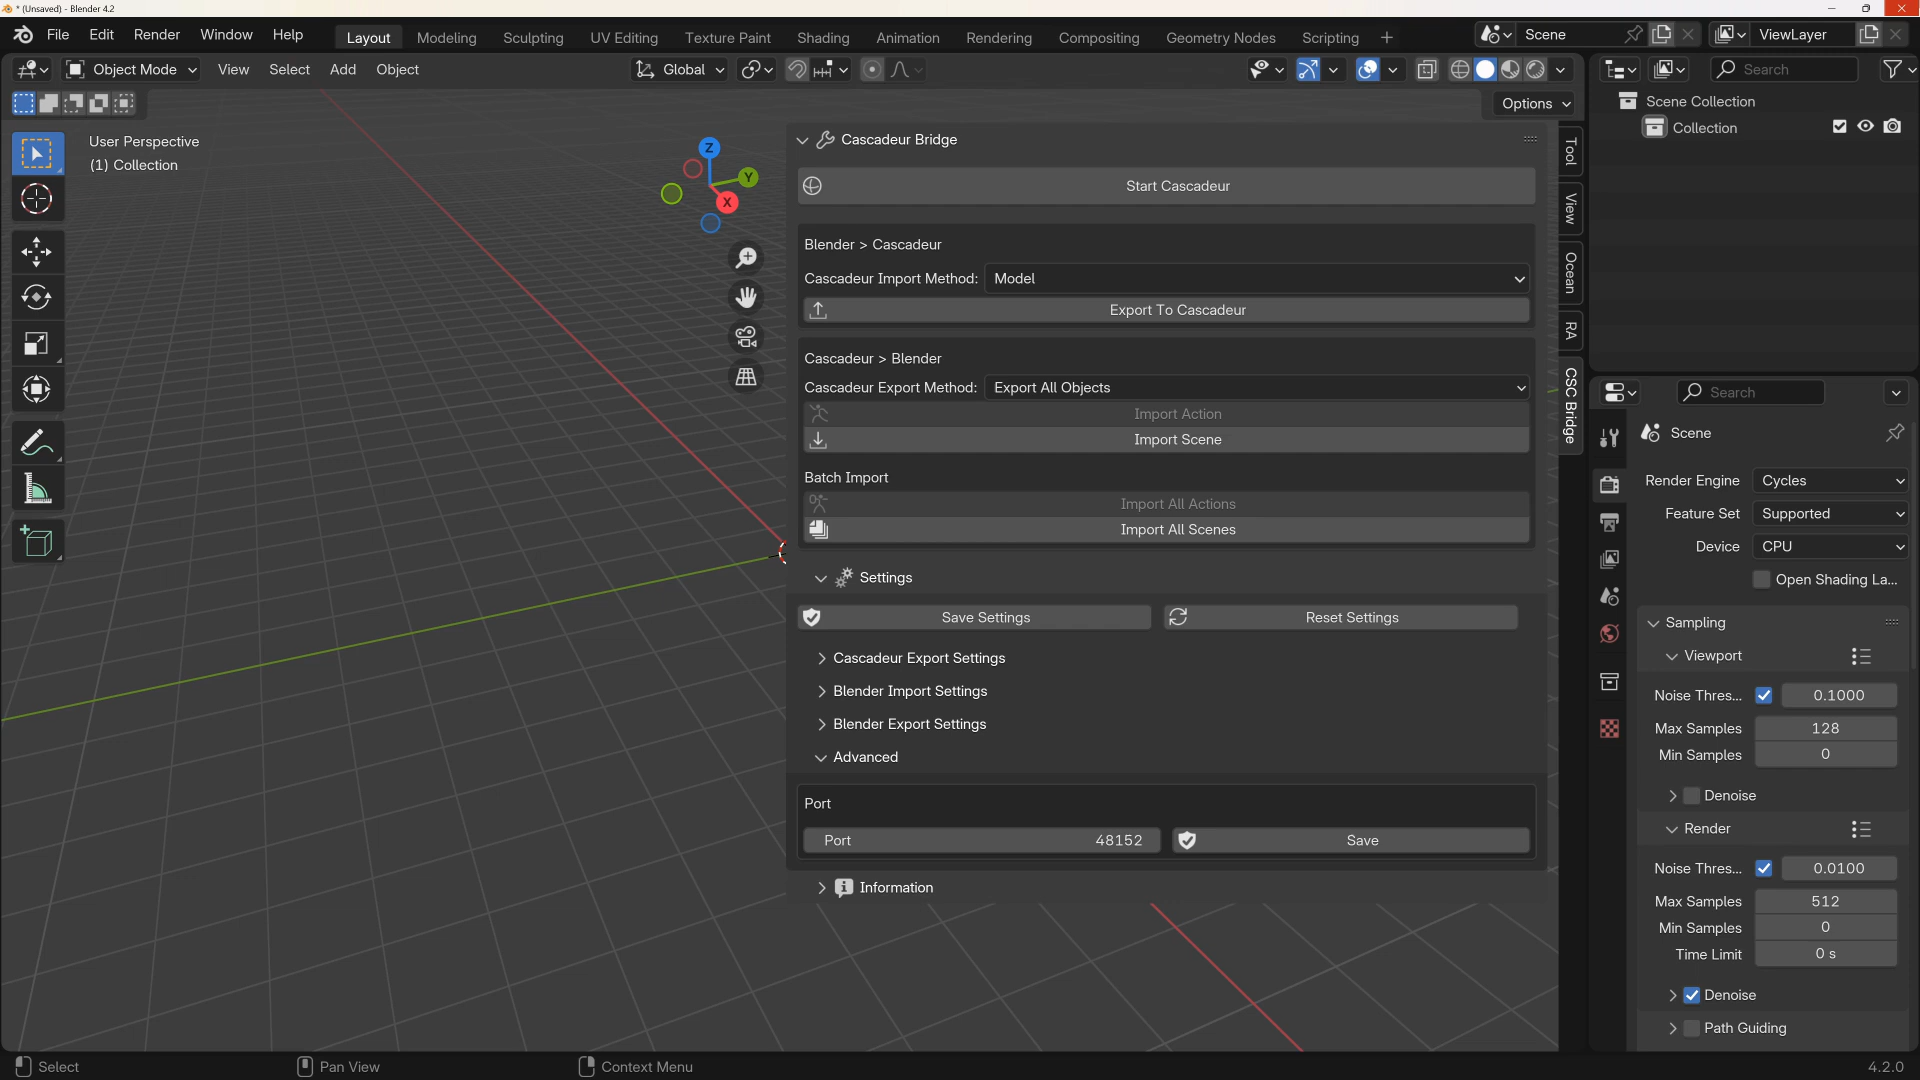 * (Unsaved) - Blender 4.2
File Edit Render Window Help
Layout Modeling Sculpting UV Editing Texture Paint Shading Animation Rendering Compositing Geometry Nodes Scripting +
Scene
ViewLayer
Object Mode View Select Add Object
Global
Search
Options
User Perspective
(1) Collection
Z
Y
X
Cascadeur Bridge
Start Cascadeur
Blender > Cascadeur
Cascadeur Import Method: Model
Export To Cascadeur
Cascadeur > Blender
Cascadeur Export Method: Export All Objects
Import Action
Import Scene
Batch Import
Import All Actions
Import All Scenes
Settings
Save Settings Reset Settings
Cascadeur Export Settings
Blender Import Settings
Blender Export Settings
Advanced
Port
Port 48152 Save
Information
Tool
View
Ocean
RA
CSC Bridge
Scene Collection
Collection
Search
Scene
Render Engine Cycles
Feature Set Supported
Device CPU
Open Shading La...
Sampling
Viewport
Noise Thres... 0.1000
Max Samples 128
Min Samples 0
Denoise
Render
Noise Thres... 0.0100
Max Samples 512
Min Samples 0
Time Limit 0 s
Denoise
Path Guiding
Select Pan View Context Menu 4.2.0